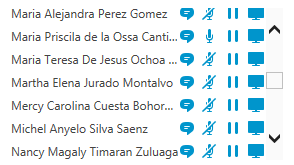 Maria Alejandra Perez Gomez
Maria Priscila de la Ossa Canti...
Maria Teresa De Jesus Ochoa ...
Martha Elena Jurado Montalvo
Mercy Carolina Cuesta Bohor...
Michel Anyelo Silva Saenz
Nancy Magaly Timaran Zuluaga